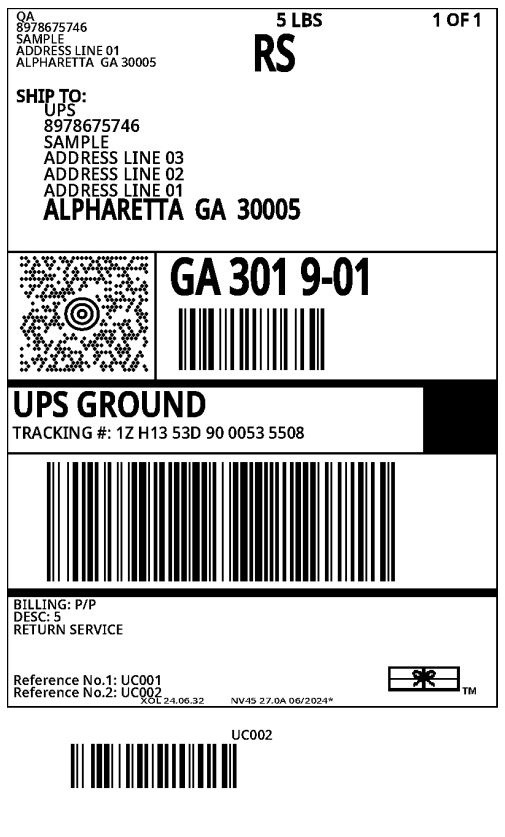 QA
8978675746
SAMPLE
ADDRESS LINE 01
ALPHARETTA GA 30005
5 LBS
1 OF 1
RS
SHIP TO:
UPS
8978675746
SAMPLE
ADDRESS LINE 03
ADDRESS LINE 02
ADDRESS LINE 01
ALPHARETTA GA 30005
GA 301 9-01
UPS GROUND
TRACKING #: 1Z H13 53D 90 0053 5508
BILLING: P/P
DESC: 5
RETURN SERVICE
Reference No.1: UC001
Reference No.2: UC002
XOL 24.06.32 NV45 27.0A 06/2024*
TM
UC002